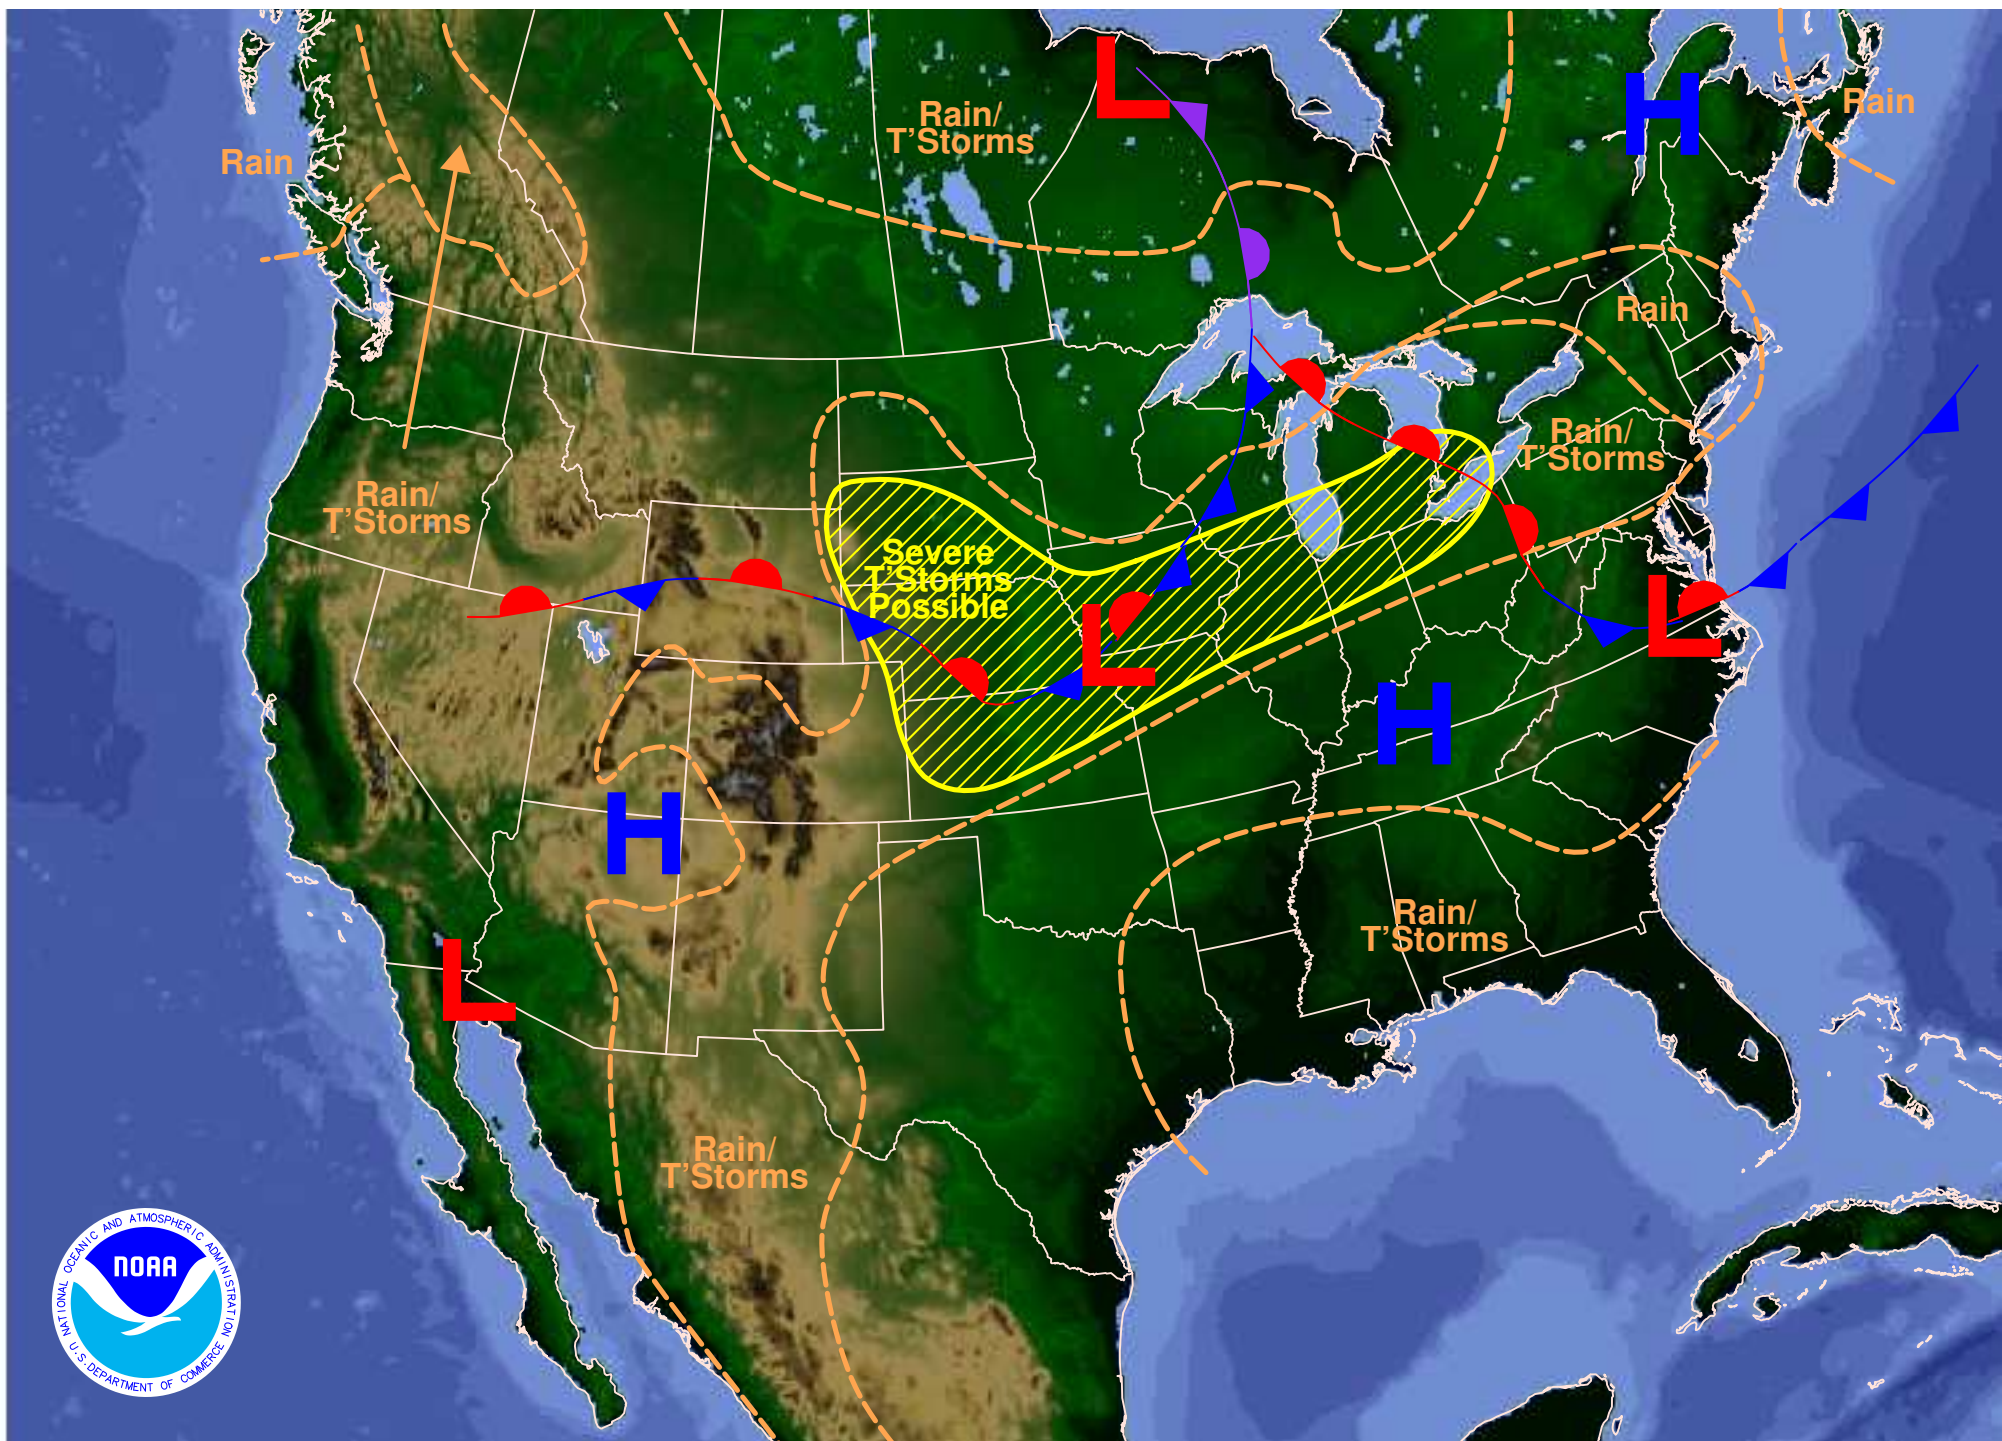 L
Rain/
T'Storms
H
Rain
Rain
Rain
Rain/
T'Storms
Rain/
T'Storms
Severe
T'Storms
Possible
L
L
H
H
L
Rain/
T'Storms
Rain/
T'Storms
NATIONAL OCEANIC AND ATMOSPHERIC ADMINISTRATION
NOAA
U.S. DEPARTMENT OF COMMERCE